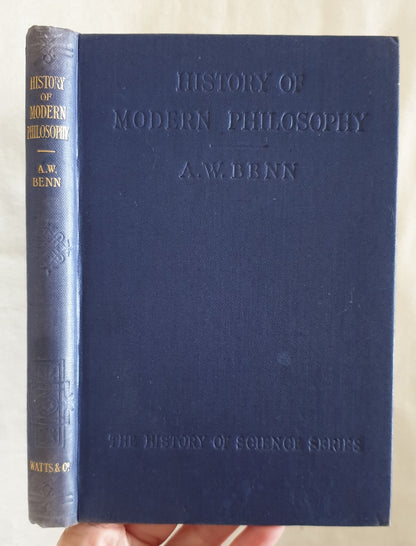 HISTORY
OF
MODERN
PHILOSOPHY
A.W.
BENN
WATTS & Co.
HISTORY OF
MODERN PHILOSOPHY
A.W. BENN
THE HISTORY OF SCIENCE SERIES